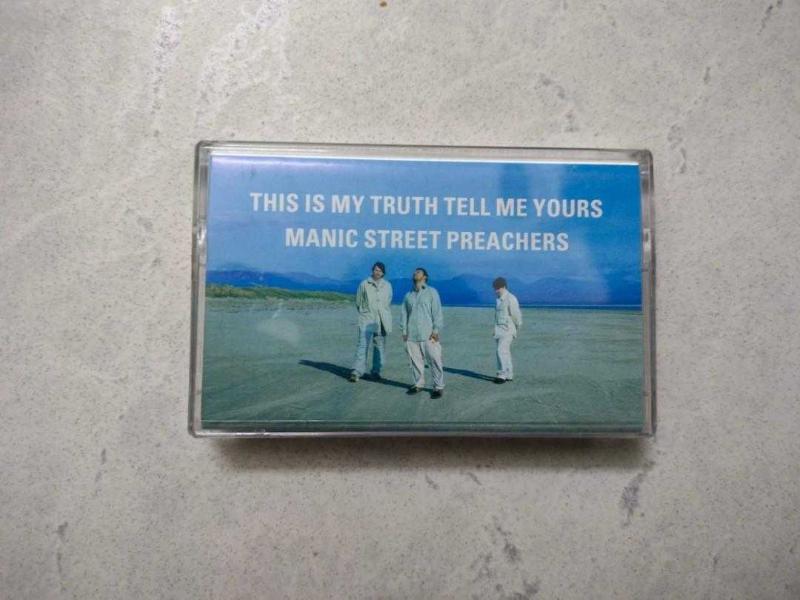 THIS IS MY TRUTH TELL ME YOURS
MANIC STREET PREACHERS